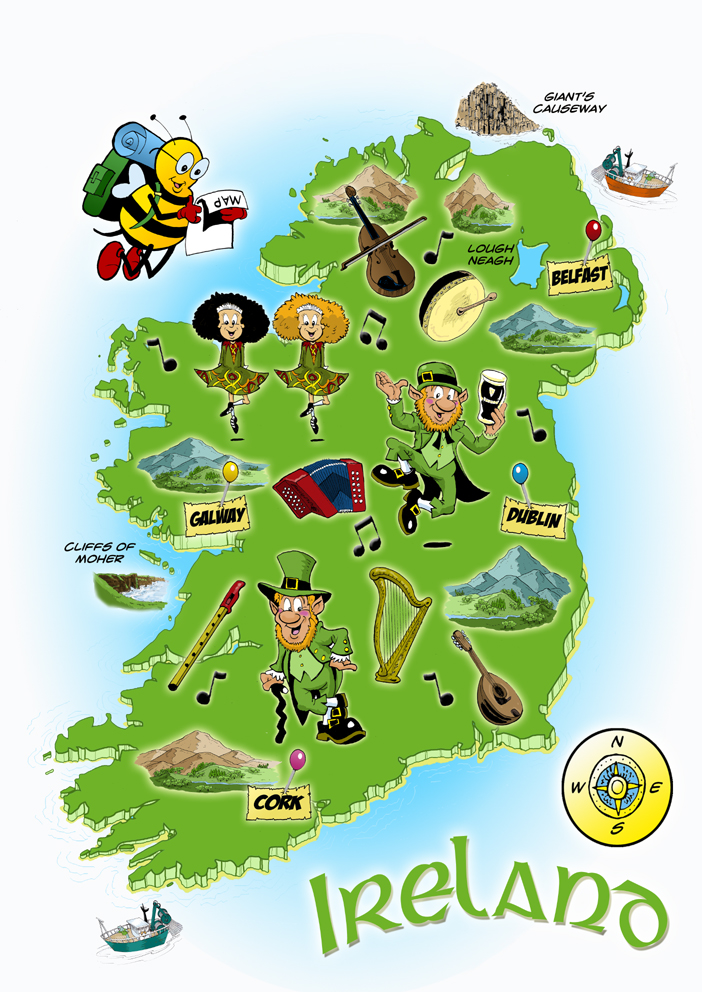 GIANT'S
CAUSEWAY
MAP
LOUGH
NEAGH
BELFAST
GALWAY
DUBLIN
CLIFFS OF
MOHER
N
W E
S
CORK
IRELAND